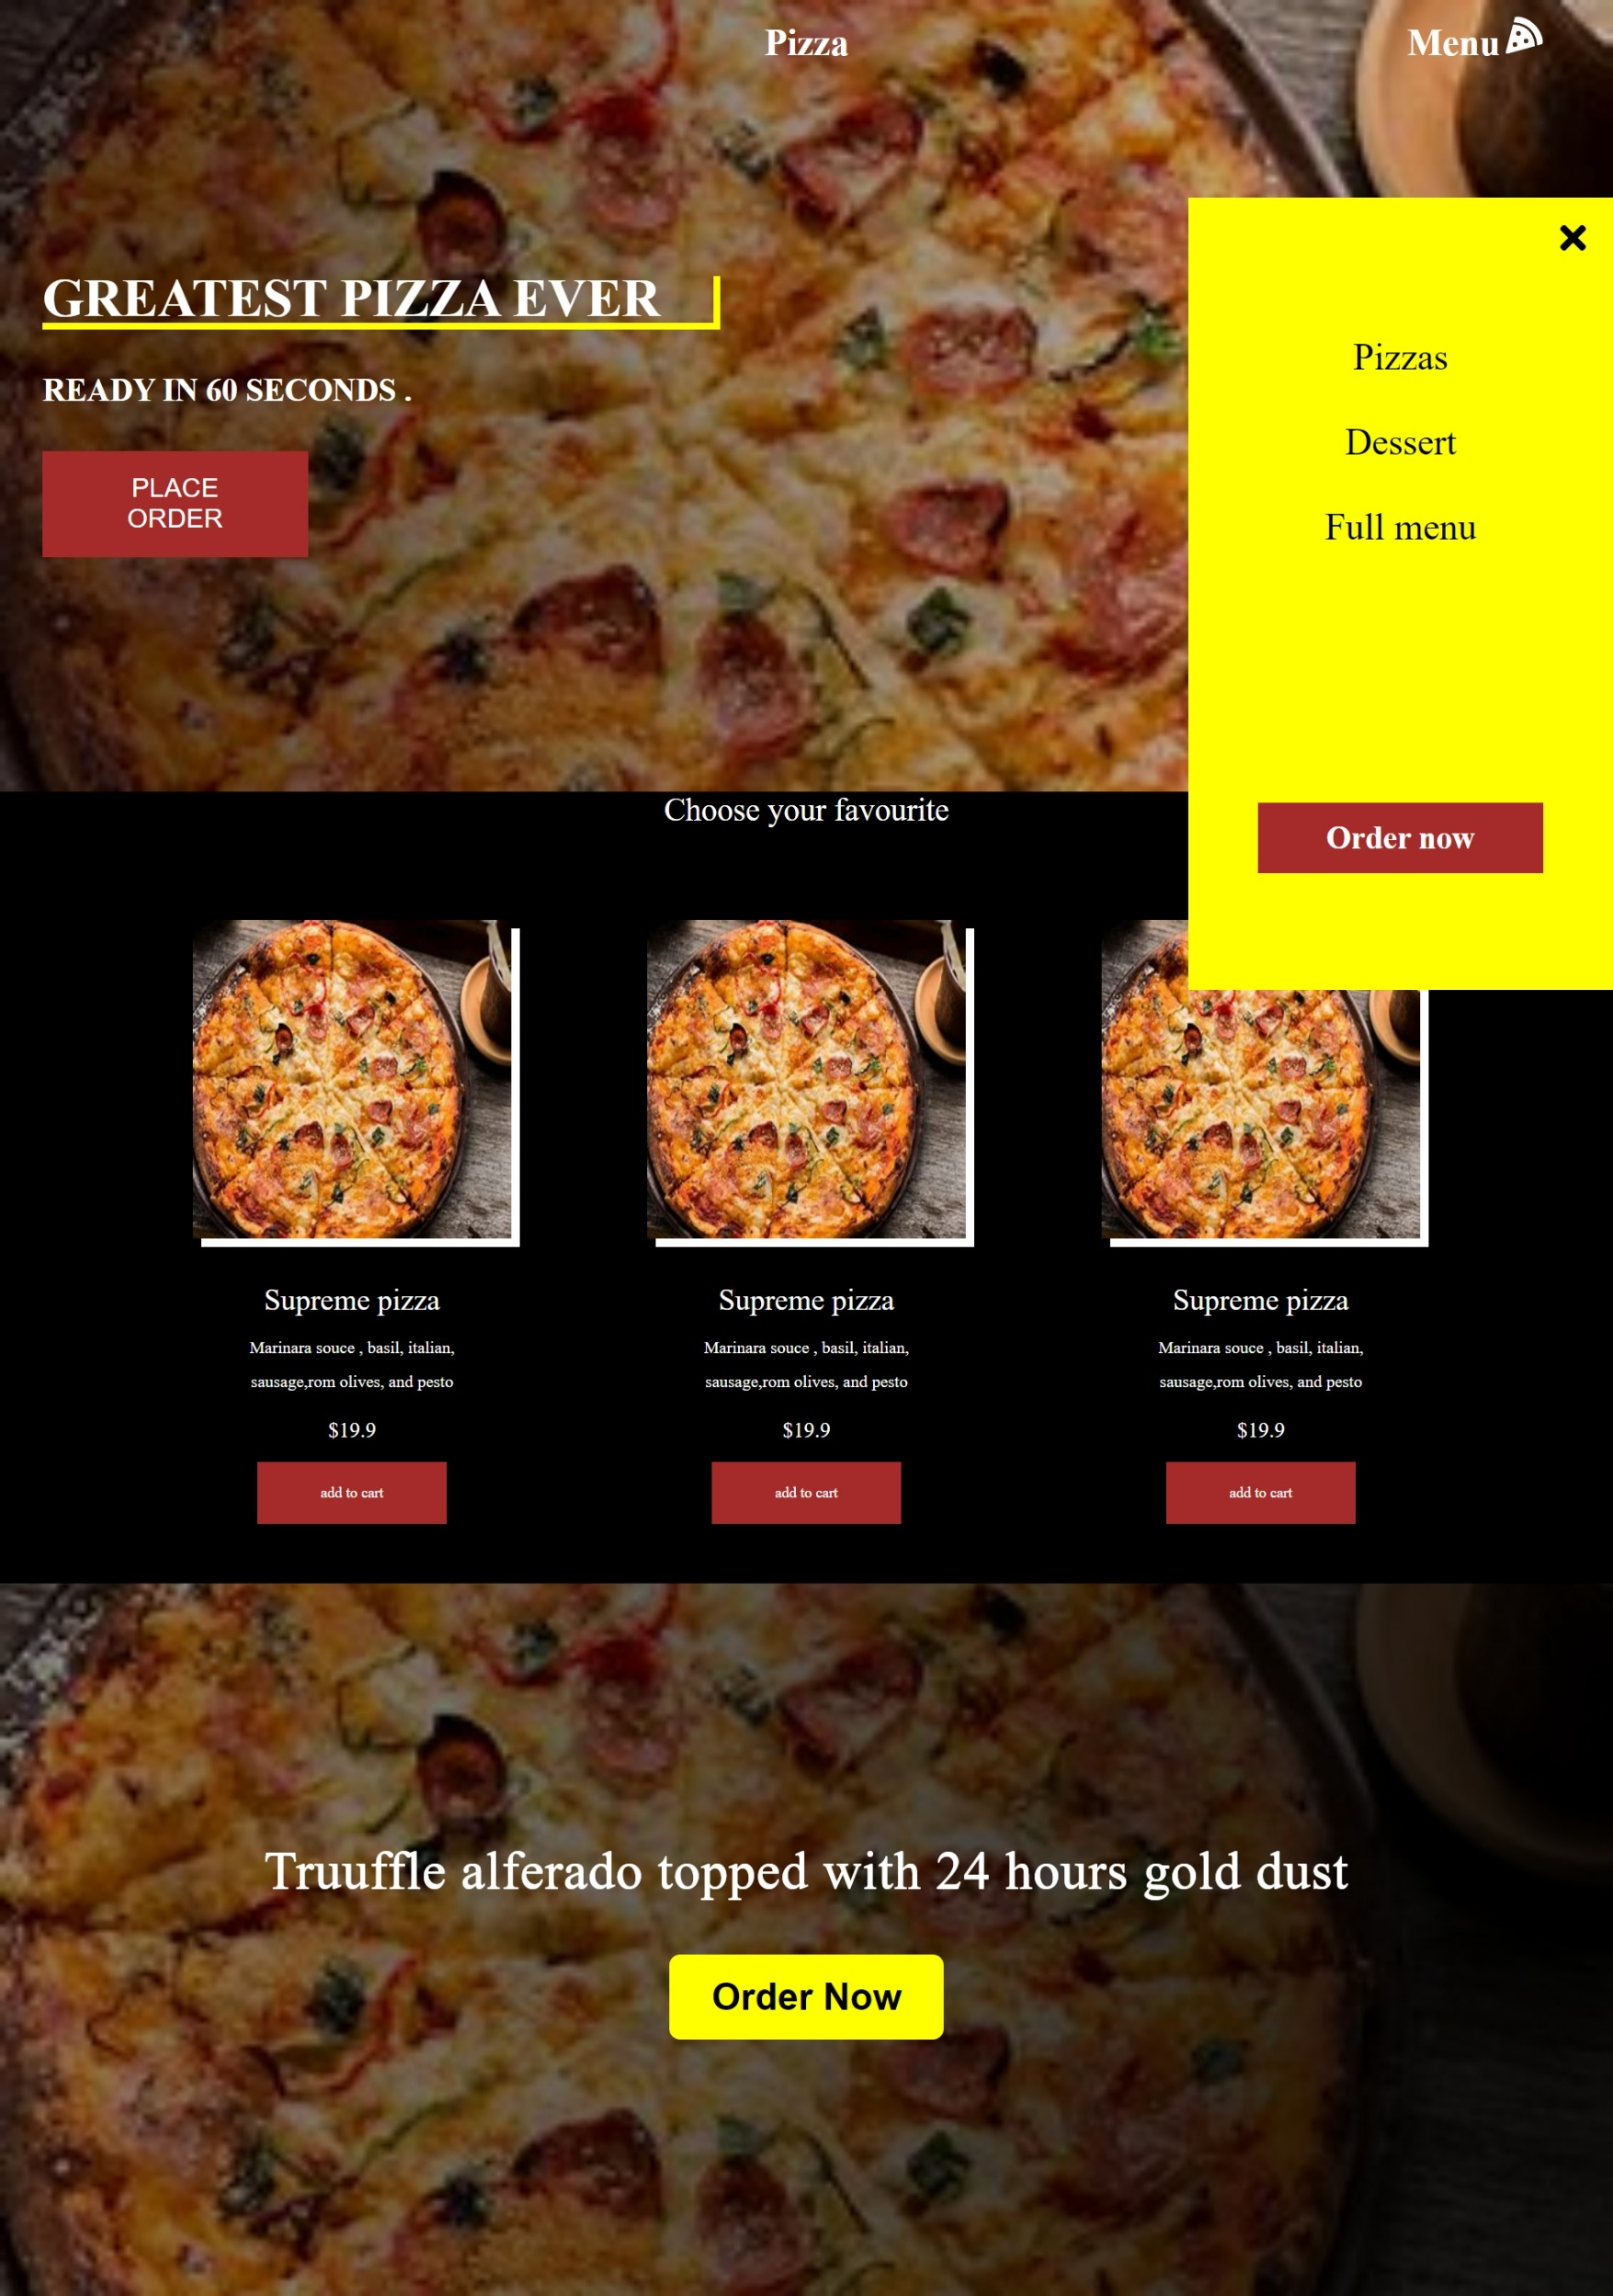 Pizza
Menu
GREATEST PIZZA EVER
READY IN 60 SECONDS .
PLACE
ORDER
Pizzas
Dessert
Full menu
Order now
Choose your favourite
Supreme pizza
Marinara souce , basil, italian,
sausage,rom olives, and pesto
$19.9
add to cart
Supreme pizza
Marinara souce , basil, italian,
sausage,rom olives, and pesto
$19.9
add to cart
Supreme pizza
Marinara souce , basil, italian,
sausage,rom olives, and pesto
$19.9
add to cart
Truuffle alferado topped with 24 hours gold dust
Order Now